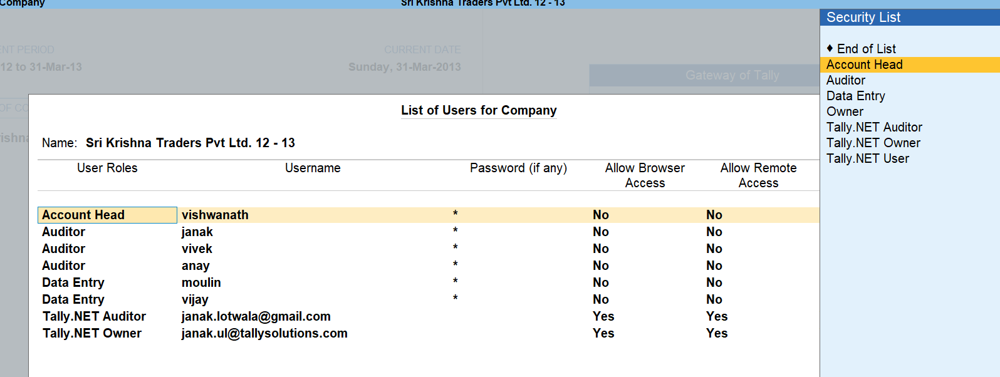 Company Sri Krishna Traders Pvt Ltd. 12 - 13
CURRENT DATE
12 to 31-Mar-13 Sunday, 31-Mar-2013
Gateway of Tally
List of Users for Company
Name: Sri Krishna Traders Pvt Ltd. 12 - 13
User Roles Username Password (if any) Allow Browser Allow Remote
Access Access
Account Head vishwanath * No No
Auditor janak * No No
Auditor vivek * No No
Auditor anay * No No
Data Entry moulin * No No
Data Entry vijay * No No
Tally.NET Auditor janak.lotwala@gmail.com Yes Yes
Tally.NET Owner janak.ul@tallysolutions.com Yes Yes
Security List
♦ End of List
Account Head
Auditor
Data Entry
Owner
Tally.NET Auditor
Tally.NET Owner
Tally.NET User